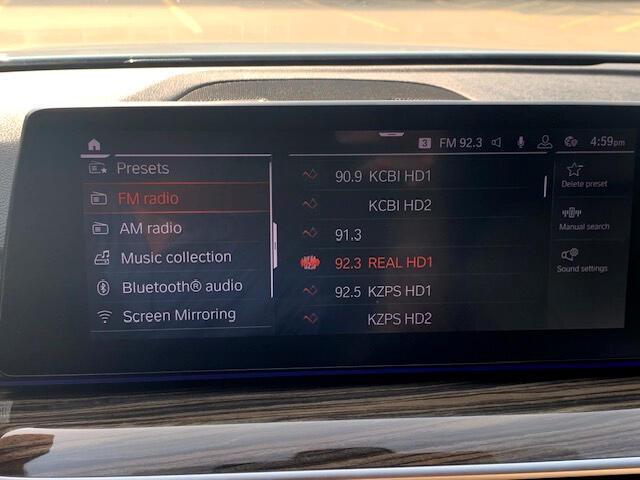 3 FM 92.3 4:59pm
Presets
FM radio
AM radio
Music collection
Bluetooth® audio
Screen Mirroring
90.9 KCBI HD1
KCBI HD2
91.3
92.3 REAL HD1
92.5 KZPS HD1
KZPS HD2
Delete preset
Manual search
Sound settings